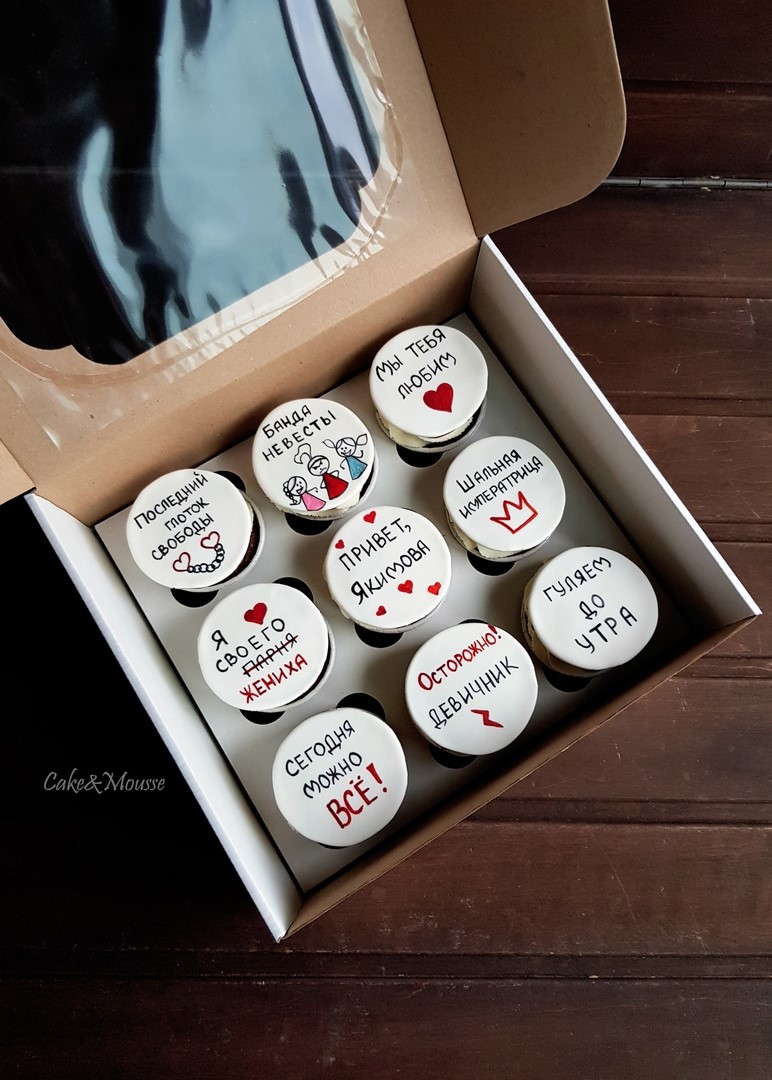 МЫ ТЕБЯ
ЛЮБИМ
БАНДА
НЕВЕСТЫ
ШАЛЬНАЯ
ИМПЕРАТРИЦА
ПОСЛЕДНИЙ
ГЛОТОК
СВОБОДЫ
ПРИВЕТ,
ЯКИМОВА
ГУЛЯЕМ
ДО
УТРА
Я
СВОЕГО
ПАРНЯ
ЖЕНИХА
ОСТОРОЖНО!
ДЕВИЧНИК
СЕГОДНЯ
МОЖНО
ВСЁ!
Cake&Mousse